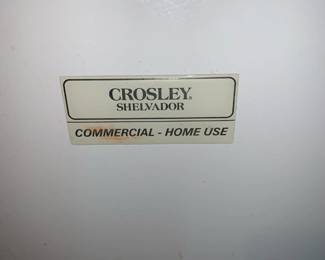 CROSLEY®
SHELVADOR
COMMERCIAL - HOME USE